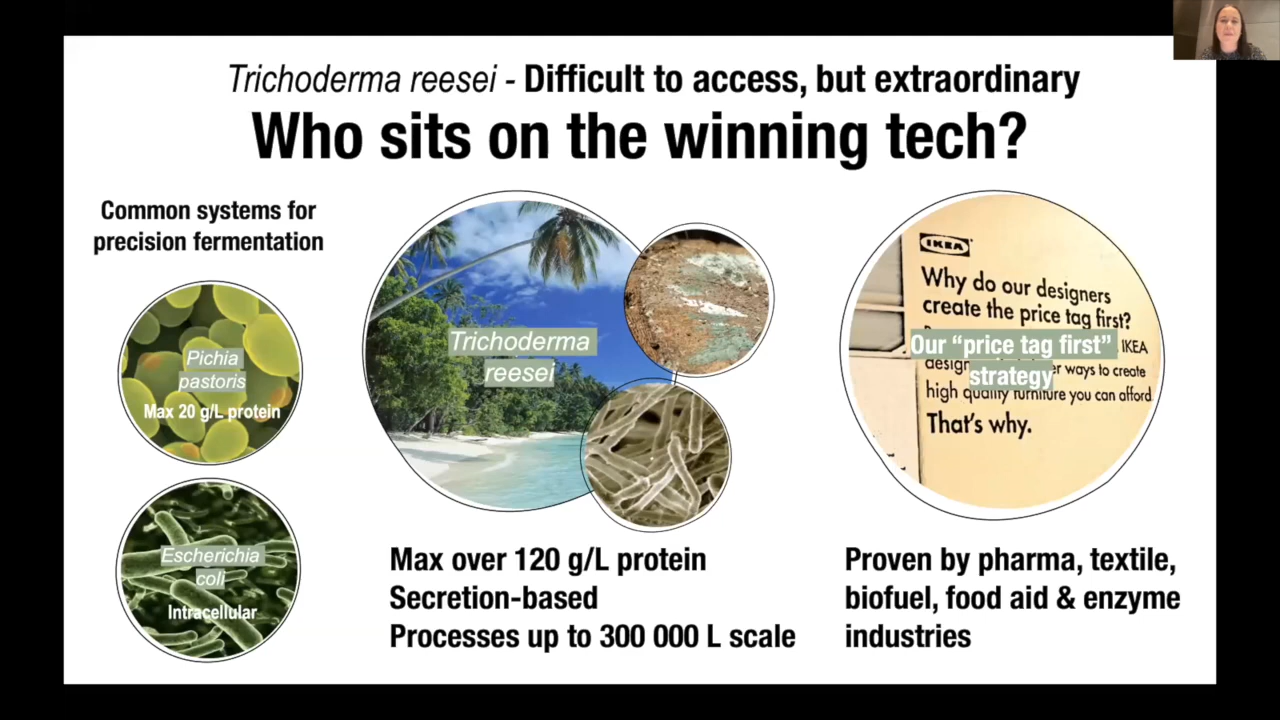 Trichoderma reesei - Difficult to access, but extraordinary
Who sits on the winning tech?
Common systems for
precision fermentation
Pichia
pastoris
Max 20 g/L protein
Escherichia
coli
Intracellular
Trichoderma
reesei
Max over 120 g/L protein
Secretion-based
Processes up to 300 000 L scale
IKEA
Why do our designers
create the price tag first?
Our “price tag first”
strategy
IKEA
ways to create
high quality furniture you can afford
That's why.
Proven by pharma, textile,
biofuel, food aid & enzyme
industries